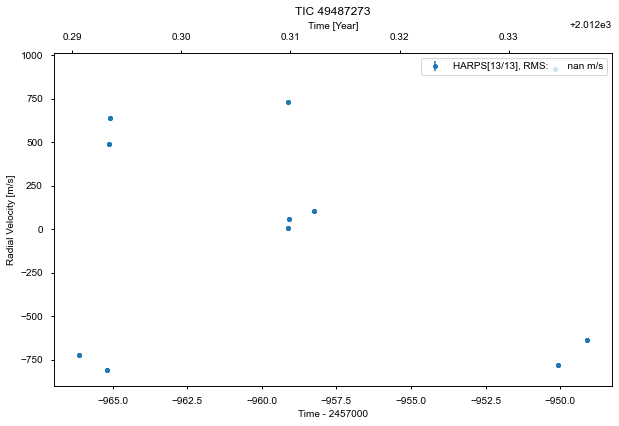 TIC 49487273
Time [Year]
+2.012e3
0.29 0.30 0.31 0.32 0.33
HARPS[13/13], RMS: nan m/s
1000
750
500
250
0
−250
−500
−750
Radial Velocity [m/s]
−965.0 −962.5 −960.0 −957.5 −955.0 −952.5 −950.0
Time - 2457000